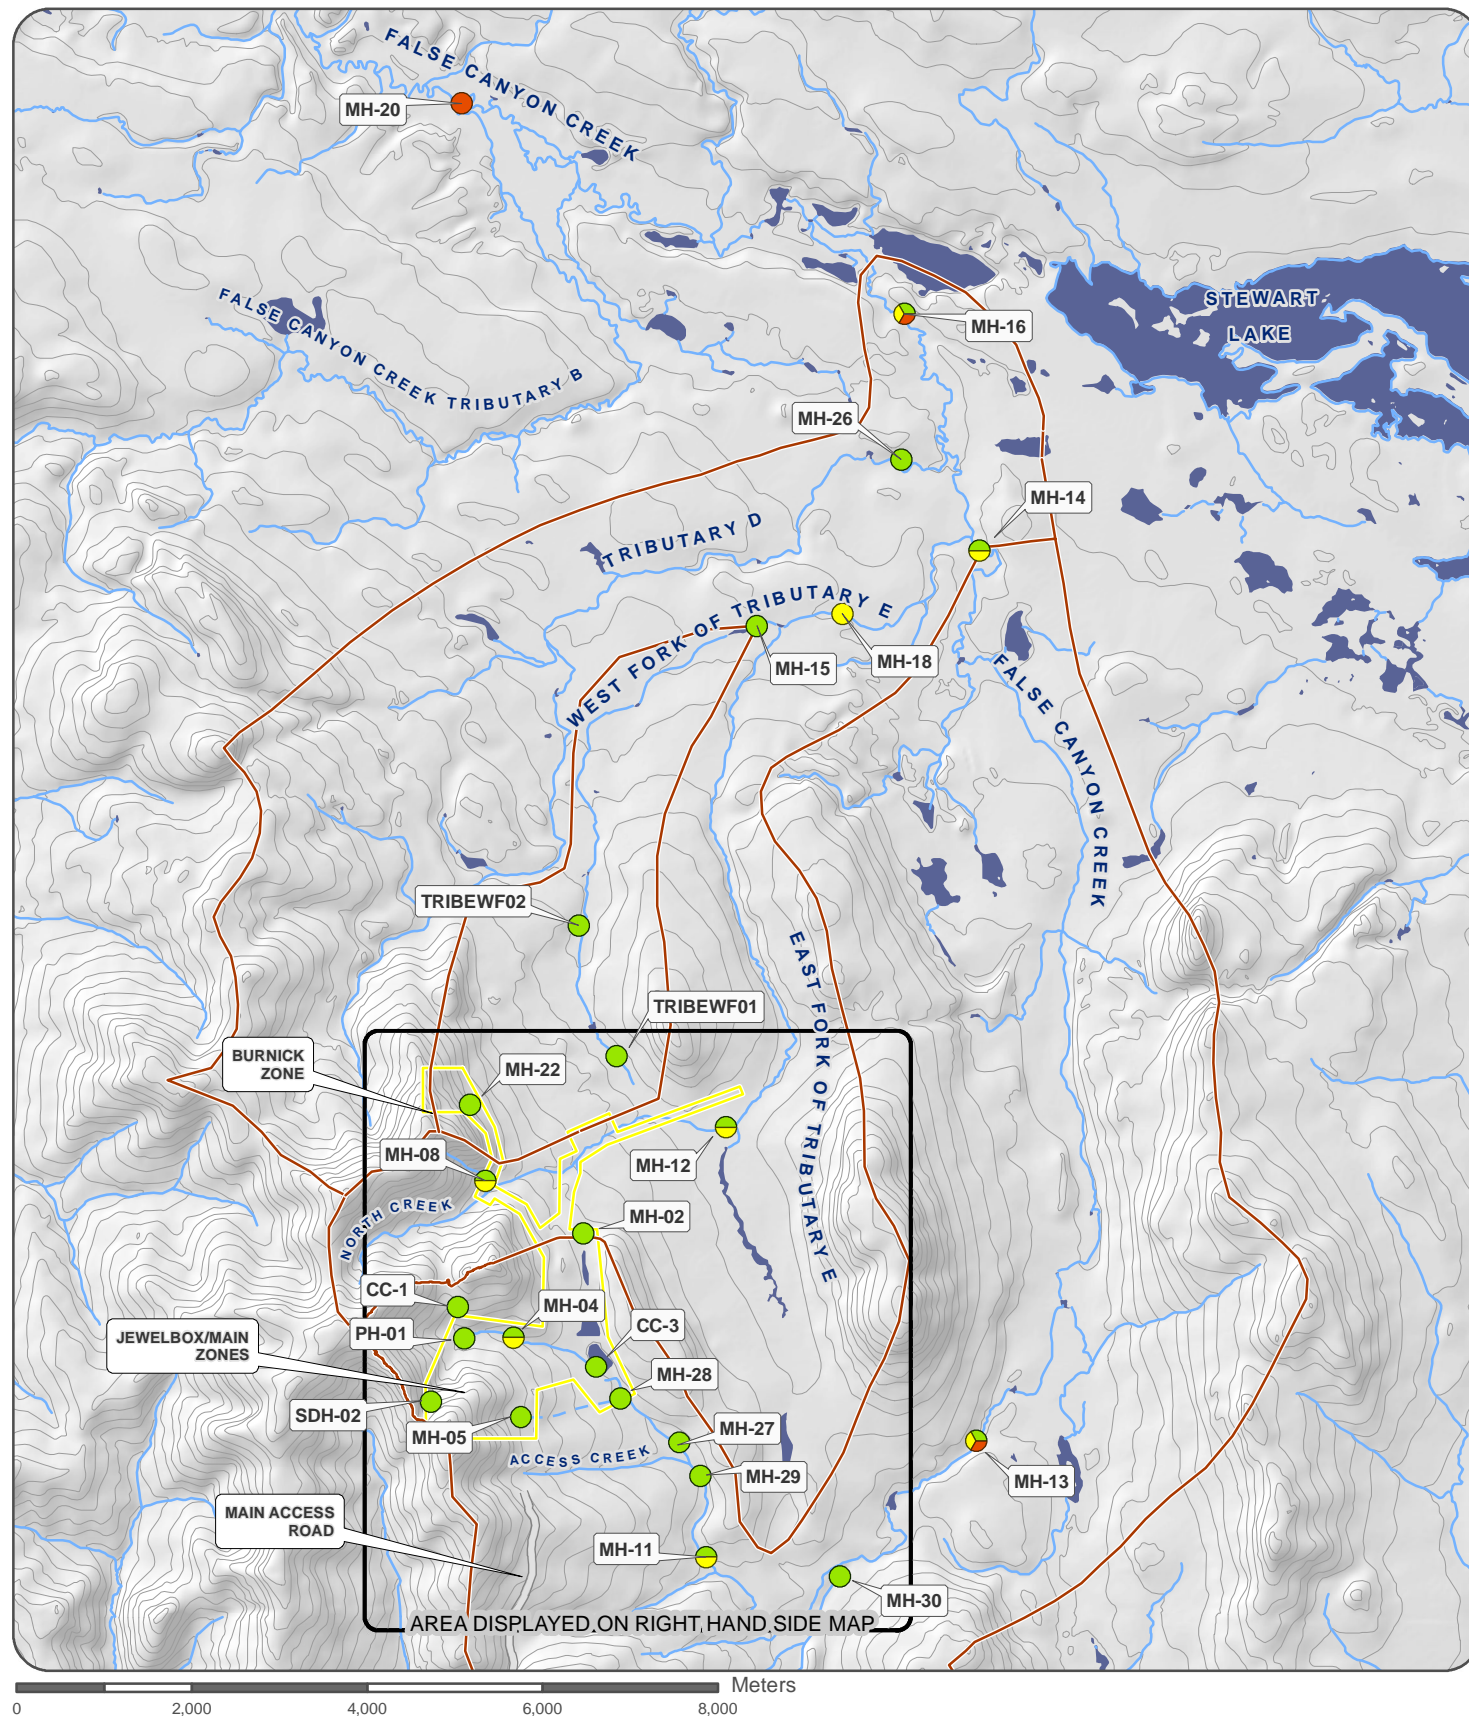 FALSE CANYON CREEK
MH-20
STEWART
LAKE
FALSE CANYON CREEK TRIBUTARY B
MH-16
MH-26
MH-14
TRIBUTARY D
WEST FORK OF TRIBUTARY E
MH-15
MH-18
FALSE CANYON CREEK
TRIBEWF02
EAST FORK OF TRIBUTARY E
TRIBEWF01
BURNICK
ZONE
MH-22
MH-08
MH-12
NORTH CREEK
MH-02
CC-1
MH-04
PH-01
CC-3
JEWELBOX/MAIN
ZONES
MH-28
SDH-02
MH-05
MH-27
ACCESS CREEK
MH-29
MH-13
MAIN ACCESS
ROAD
MH-11
MH-30
AREA DISPLAYED ON RIGHT HAND SIDE MAP
Meters
0 2,000 4,000 6,000 8,000